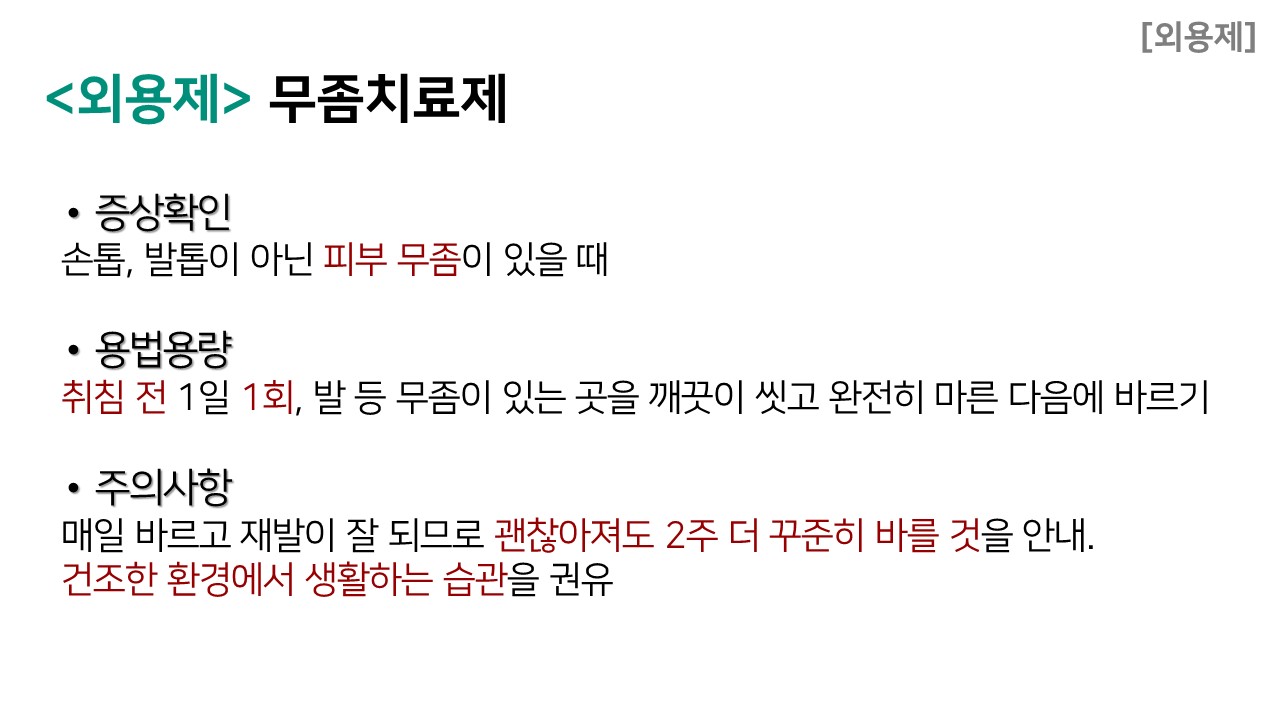 [외용제]
<외용제> 무좀치료제
• 증상확인
손톱, 발톱이 아닌 피부 무좀이 있을 때
• 용법용량
취침 전 1일 1회, 발 등 무좀이 있는 곳을 깨끗이 씻고 완전히 마른 다음에 바르기
• 주의사항
매일 바르고 재발이 잘 되므로 괜찮아져도 2주 더 꾸준히 바를 것을 안내.
건조한 환경에서 생활하는 습관을 권유